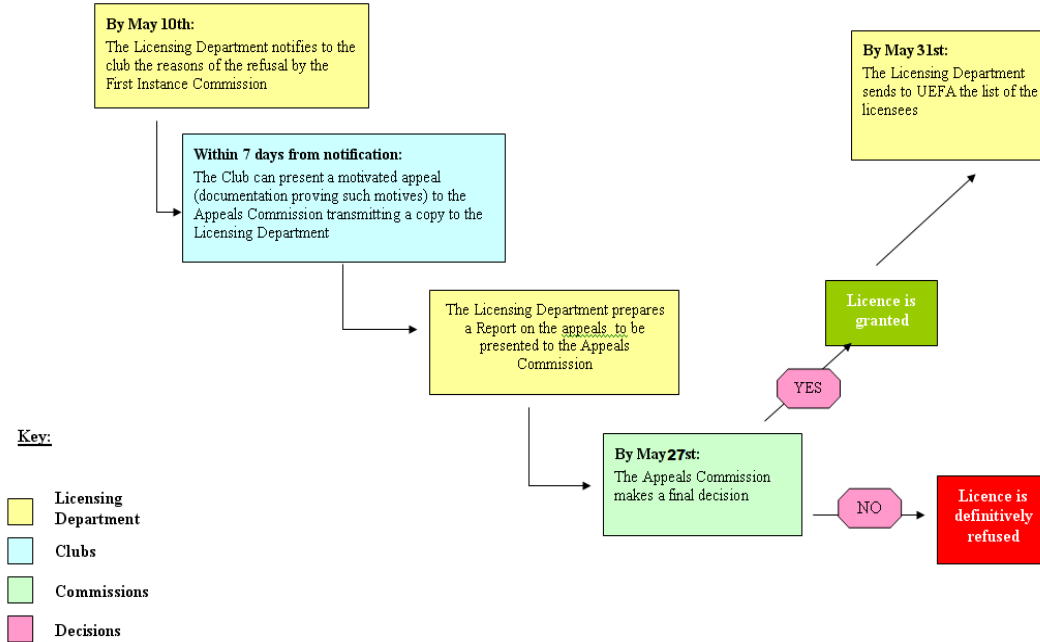 By May 10th:
The Licensing Department notifies to the
club the reasons of the refusal by the
First Instance Commission
By May 31st:
The Licensing Department
sends to UEFA the list of the
licensees
Within 7 days from notification:
The Club can present a motivated appeal
(documentation proving such motives) to the
Appeals Commission transmitting a copy to the
Licensing Department
The Licensing Department prepares
a Report on the appeals to be
presented to the Appeals
Commission
Licence is
granted
YES
By May 27st:
The Appeals Commission
makes a final decision
NO
Licence is
definitively
refused
Key:
Licensing
Department
Clubs
Commissions
Decisions